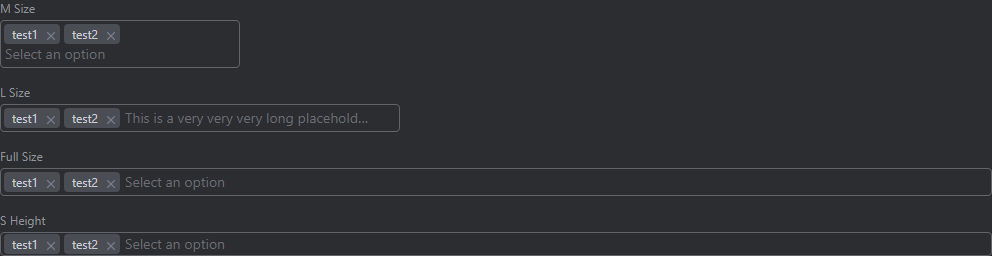 M Size
test1 × test2 ×
Select an option
L Size
test1 × test2 × This is a very very very long placehold...
Full Size
test1 × test2 × Select an option
S Height
test1 × test2 × Select an option